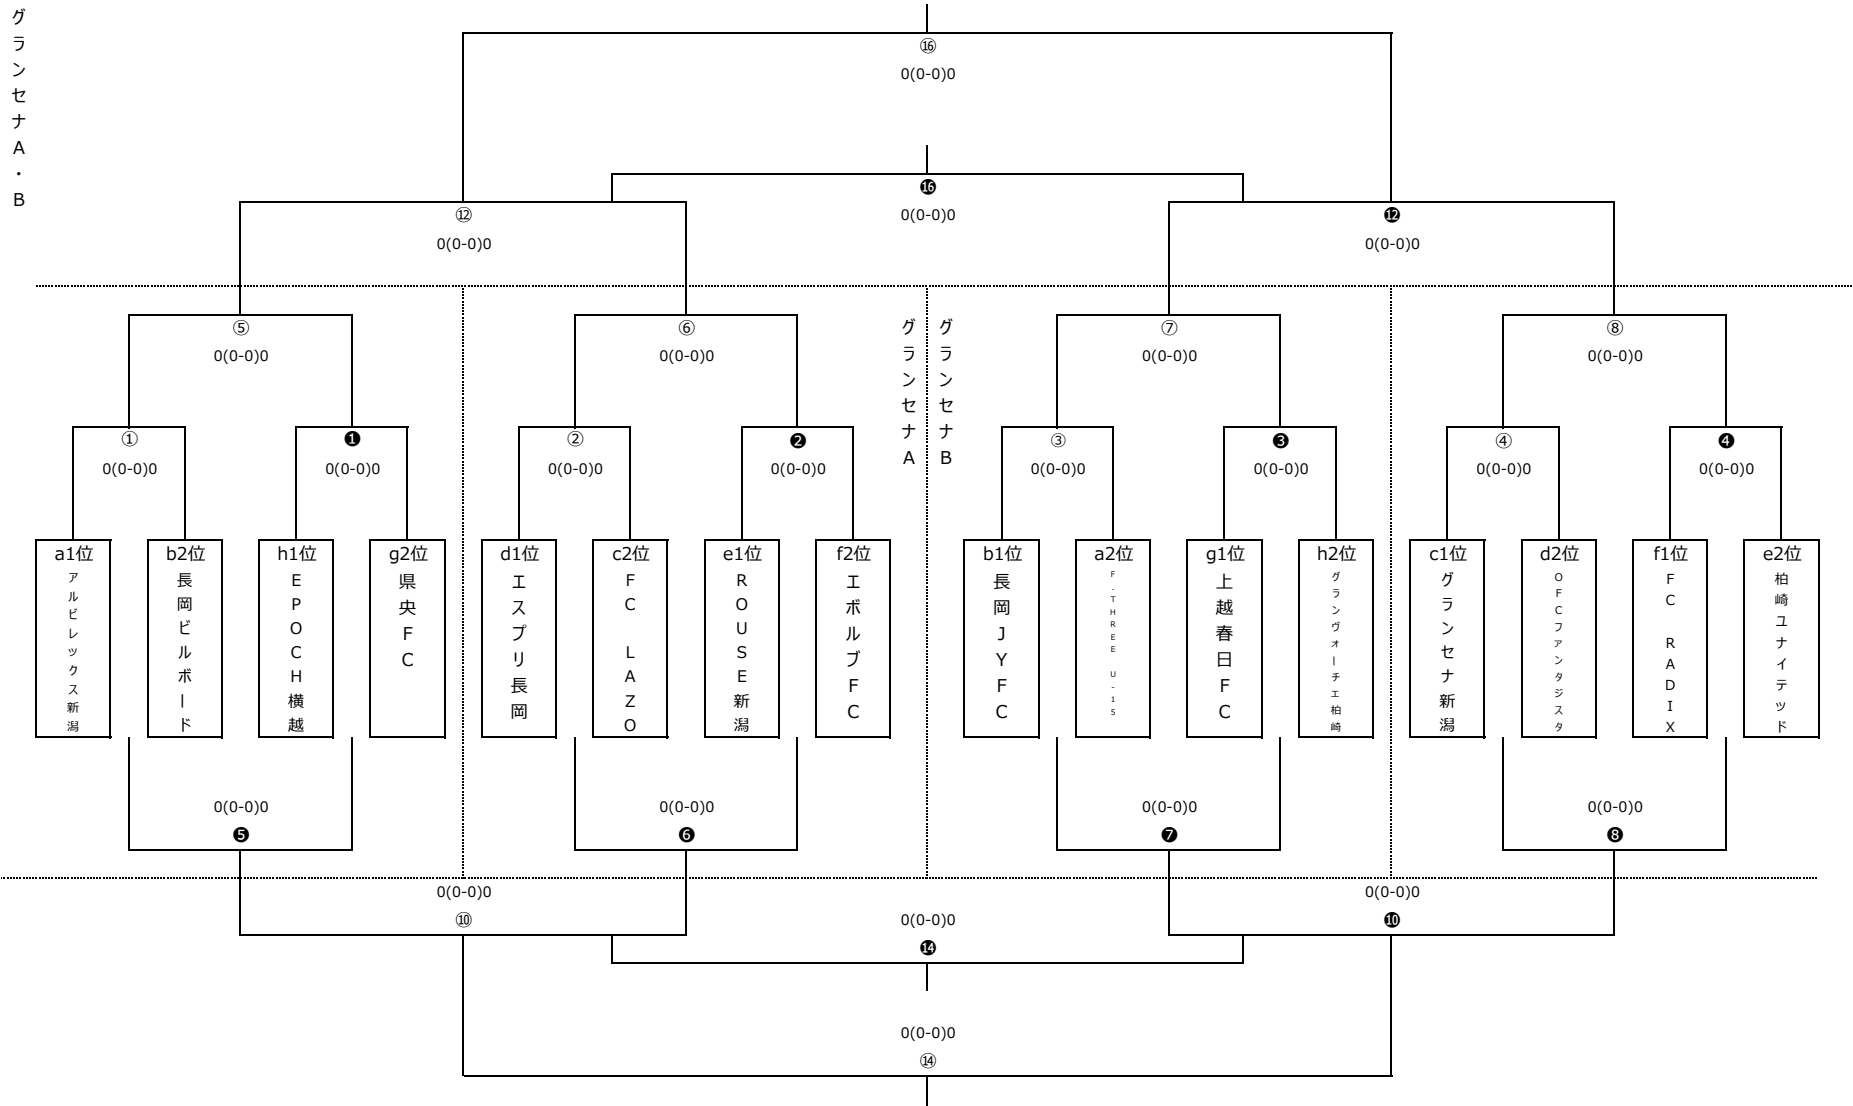 グランセナA・B
⑯
0(0-0)0
⓰
0(0-0)0
⑫
0(0-0)0
⓬
0(0-0)0
⑤
0(0-0)0
⑥
0(0-0)0
グランセナA
グランセナB
⑦
0(0-0)0
⑧
0(0-0)0
①
0(0-0)0
❶
0(0-0)0
②
0(0-0)0
❷
0(0-0)0
③
0(0-0)0
❸
0(0-0)0
④
0(0-0)0
❹
0(0-0)0
a1位
アルビレックス新潟
b2位
長岡ビルボード
h1位
EPOCH横越
g2位
県央FC
d1位
エスプリ長岡
c2位
FC LAZO
e1位
ROUSE新潟
f2位
エボルブFC
b1位
長岡JYFC
a2位
F.THREE U-15
g1位
上越春日FC
h2位
グランヴォーチェ柏崎
c1位
グランセナ新潟
d2位
OFCファンタジスタ
f1位
FC RADIX
e2位
柏崎ユナイテッド
0(0-0)0
❺
0(0-0)0
❻
0(0-0)0
❼
0(0-0)0
❽
0(0-0)0
⑩
0(0-0)0
❿
0(0-0)0
⓮
0(0-0)0
⑭